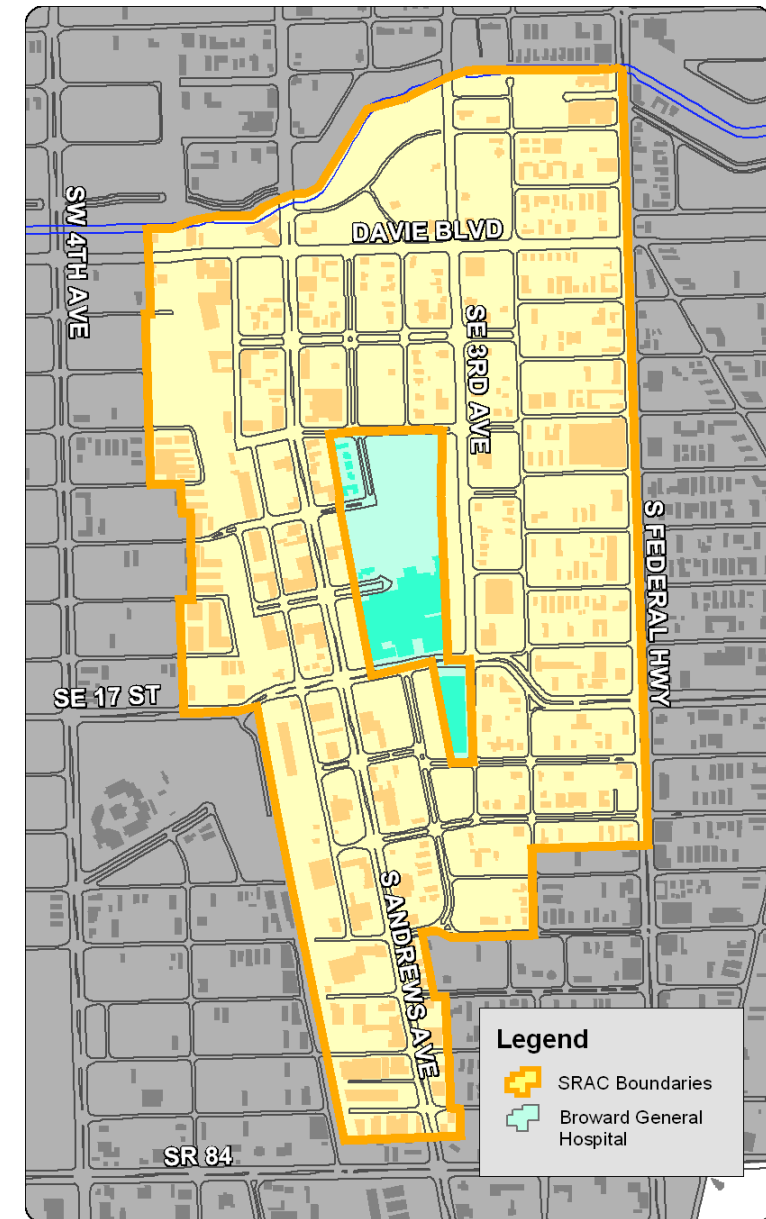 SW 4TH AVE
DAVIE BLVD
SE 3RD AVE
S FEDERAL HWY
SE 17 ST
S ANDREWS AVE
SR 84
Legend
SRAC Boundaries
Broward General
Hospital